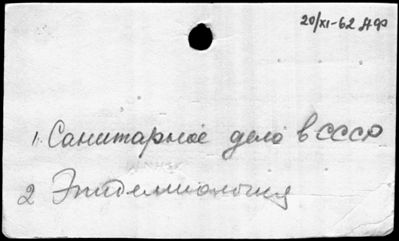 20/XI-62
1. Санитарное дело в СССР
2 Эпидемиология